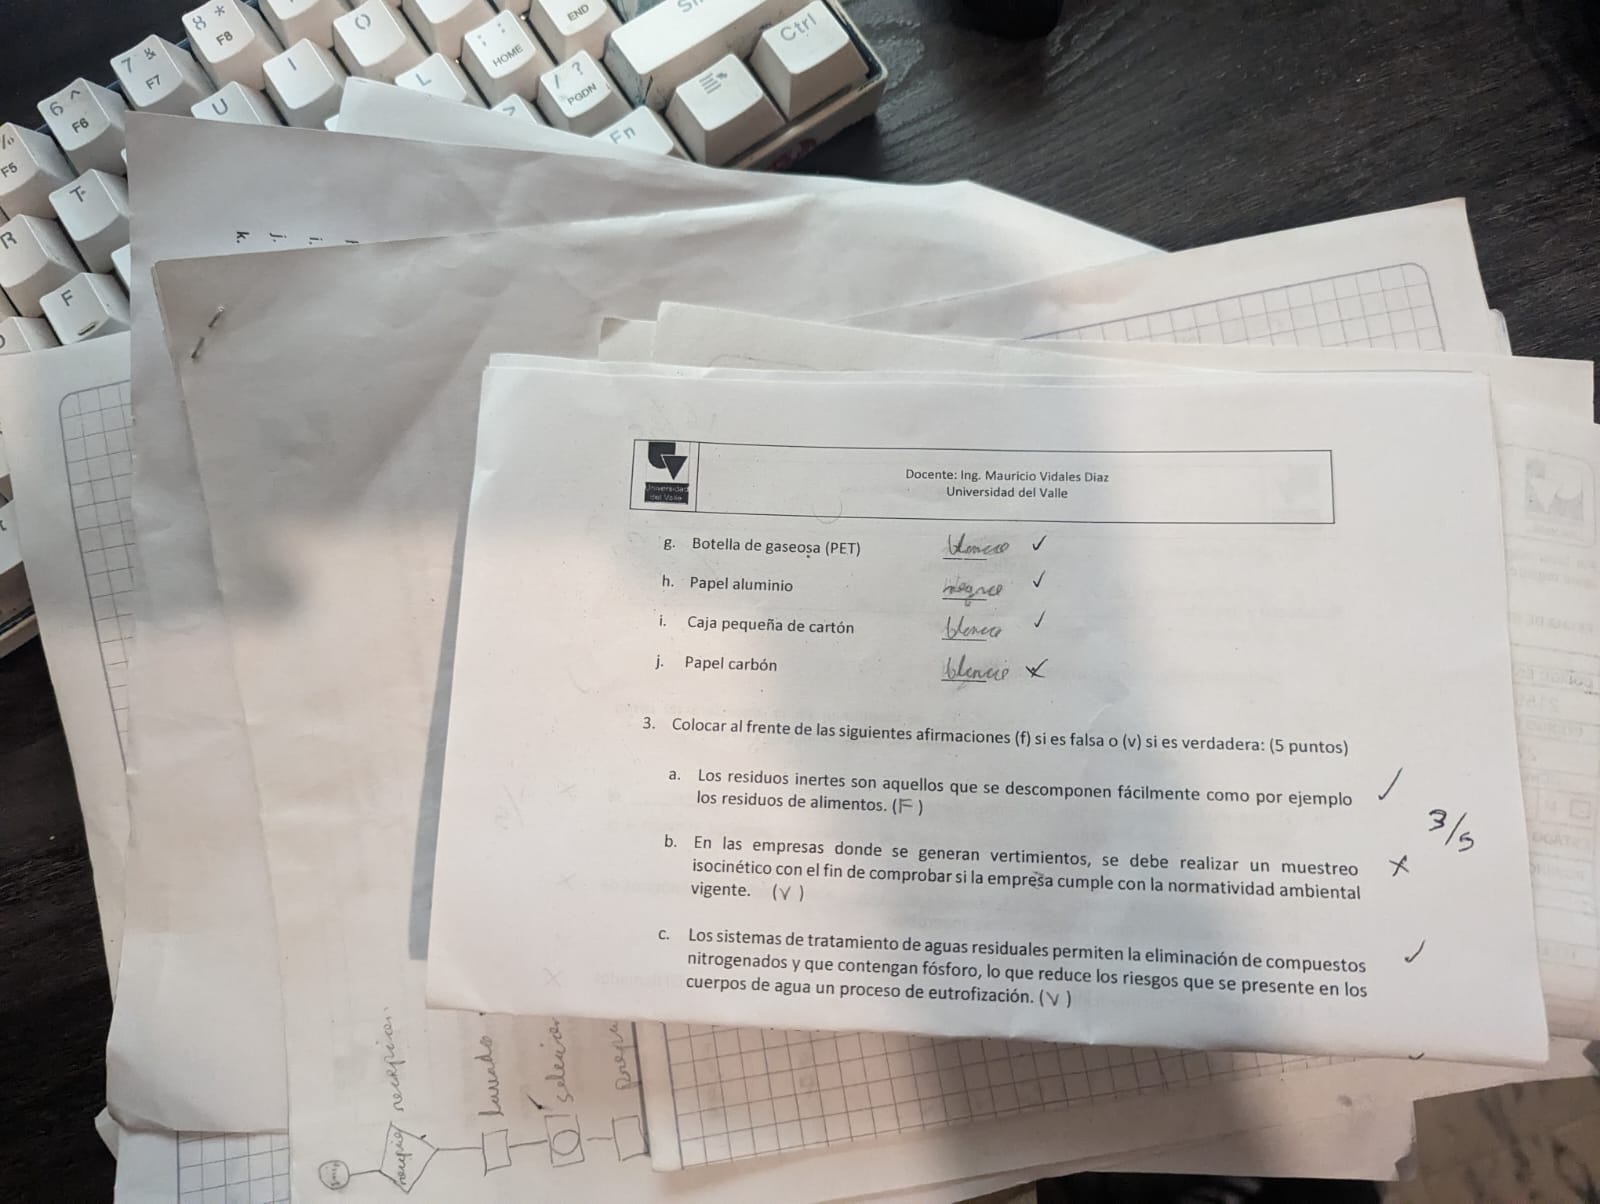 8 *
F8
END
Ctrl
7 &
F7
I
; :
HOME
6 ^
F6
U
L
/ ?
PGDN
>
Fn
F5
T
R
F
k.
j.
i.
Universidad
del Valle
Docente: Ing. Mauricio Vidales Diaz
Universidad del Valle
g. Botella de gaseosa (PET) blanco ✓
h. Papel aluminio negro ✓
i. Caja pequeña de cartón blanco ✓
j. Papel carbón blanco ✗
3. Colocar al frente de las siguientes afirmaciones (f) si es falsa o (v) si es verdadera: (5 puntos)
a. Los residuos inertes son aquellos que se descomponen fácilmente como por ejemplo ✓
los residuos de alimentos. (F)
3/5
b. En las empresas donde se generan vertimientos, se debe realizar un muestreo ✗
isocinético con el fin de comprobar si la empresa cumple con la normatividad ambiental
vigente. (V)
c. Los sistemas de tratamiento de aguas residuales permiten la eliminación de compuestos ✓
nitrogenados y que contengan fósforo, lo que reduce los riesgos que se presente en los
cuerpos de agua un proceso de eutrofización. (V)
Lavado